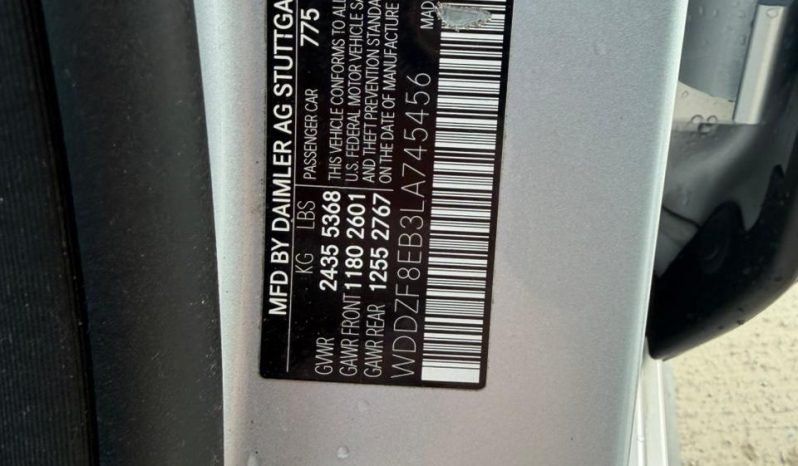 MFD BY DAIMLER AG STUTTGA
KG LBS PASSENGER CAR 775
GVWR 2435 5368 THIS VEHICLE CONFORMS TO ALL
GAWR FRONT 1180 2601 U.S. FEDERAL MOTOR VEHICLE SA
GAWR REAR 1255 2767 AND THEFT PREVENTION STANDA
ON THE DATE OF MANUFACTURE
WDDZF8EB3LA745456
MAD